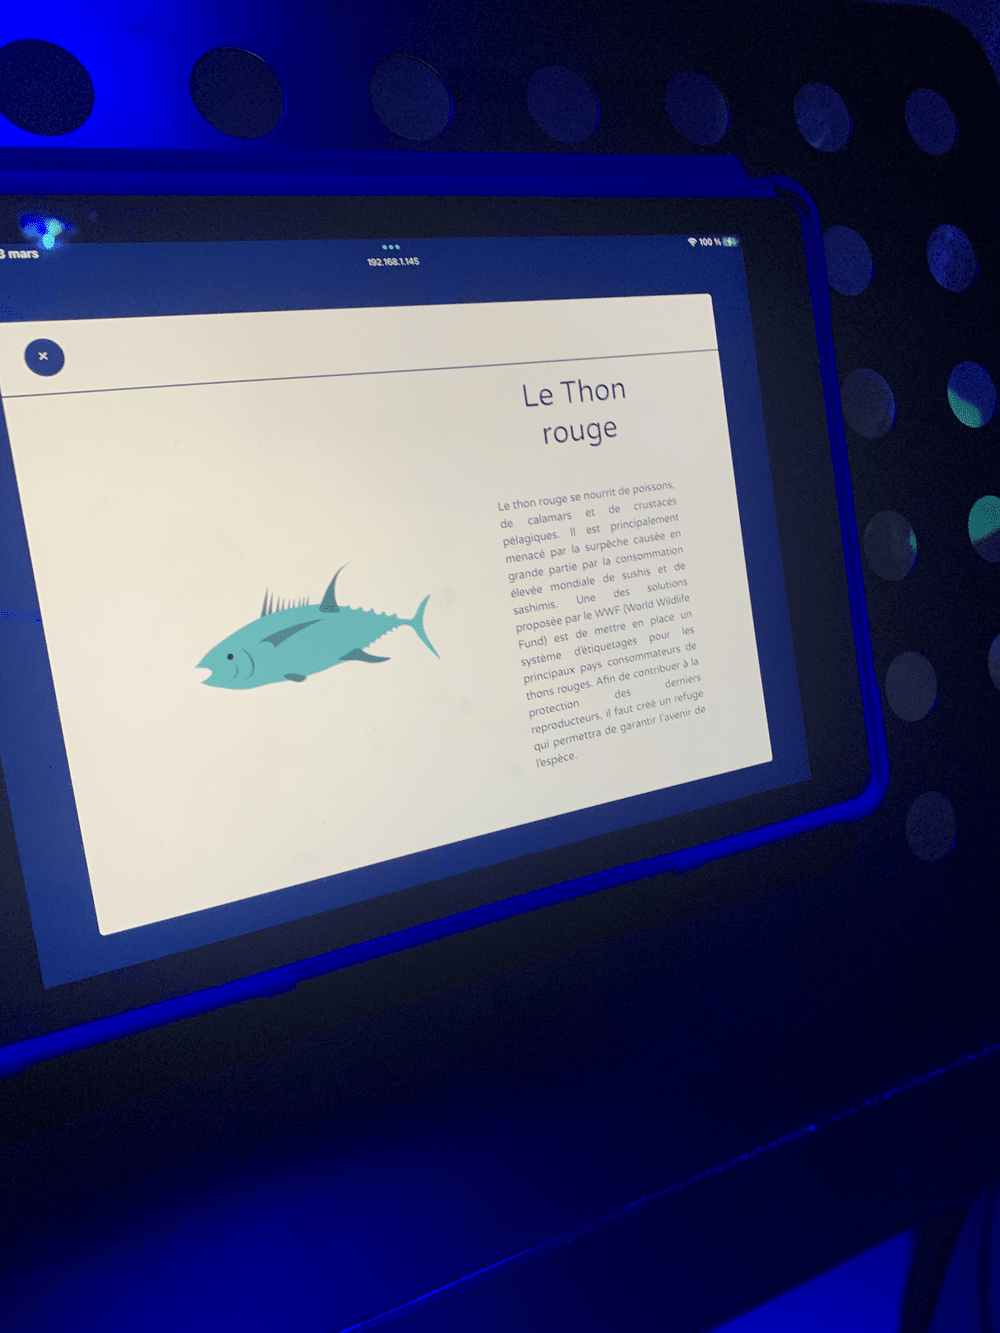 3 mars
192.168.1.145
100 %
Le Thon
rouge
Le thon rouge se nourrit de poissons,
de calamars et de crustacés
pélagiques. Il est principalement
menacé par la surpêche causée en
grande partie par la consommation
élevée mondiale de sushis et de
sashimis. Une des solutions
proposée par le WWF (World Wildlife
Fund) est de mettre en place un
système d'étiquetages pour les
principaux pays consommateurs de
thons rouges. Afin de contribuer à la
protection des derniers
reproducteurs, il faut créé un refuge
qui permettra de garantir l'avenir de
l'espèce.